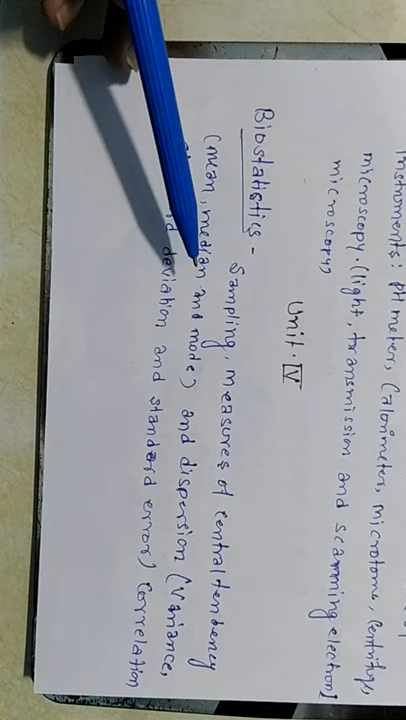 instruments: pH meter, Calorimeter, microtome, Centrifuge
microscopy. (light, transmission and scanning electron)
microscopy)
Unit. IV
Biostatistics - Sampling, measures of central tendency
(mean, median and mode) and dispersion (Variance,
deviation and standard error) Correlation